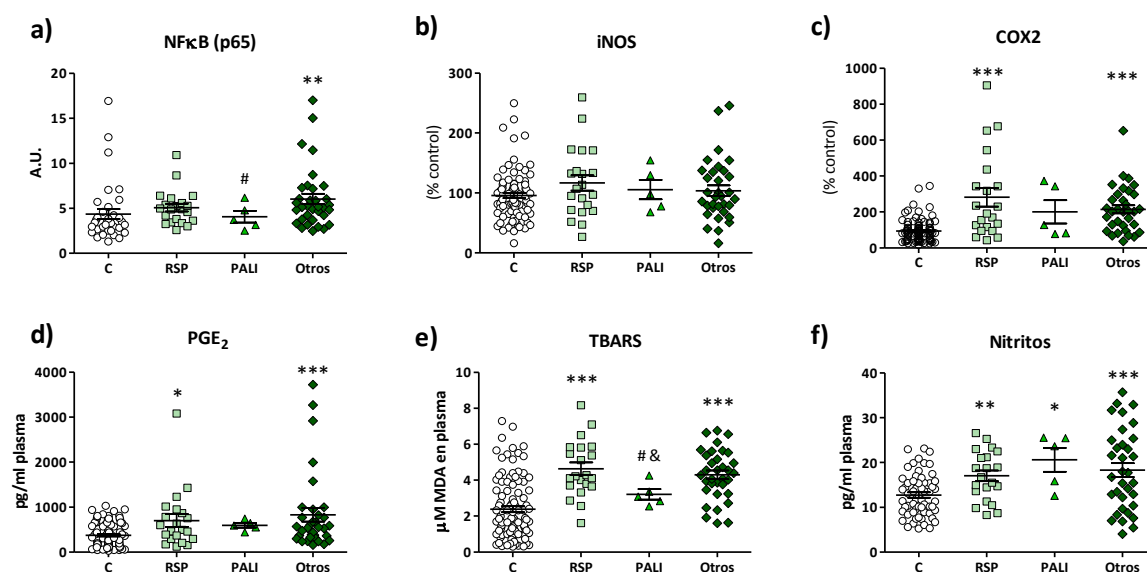 a)
NFκB (p65)
A.U.
20
15
10
5
0
**
#
C RSP PALI Otros
b)
iNOS
(% control)
300
200
100
0
C RSP PALI Otros
c)
COX2
(% control)
1000
800
600
400
200
0
*** ***
C RSP PALI Otros
d)
PGE2
pg/ml plasma
4000
3000
2000
1000
0
* ***
C RSP PALI Otros
e)
TBARS
µM MDA en plasma
10
8
6
4
2
0
*** # & ***
C RSP PALI Otros
f)
Nitritos
pg/ml plasma
40
30
20
10
0
** * ***
C RSP PALI Otros